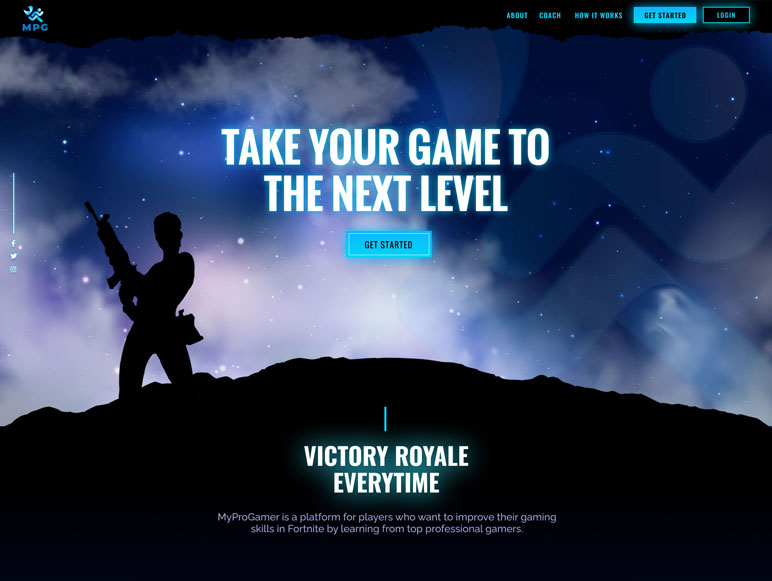 MPG
ABOUT
COACH
HOW IT WORKS
GET STARTED
LOGIN
TAKE YOUR GAME TO
THE NEXT LEVEL
GET STARTED
VICTORY ROYALE
EVERYTIME
MyProGamer is a platform for players who want to improve their gaming
skills in Fortnite by learning from top professional gamers.